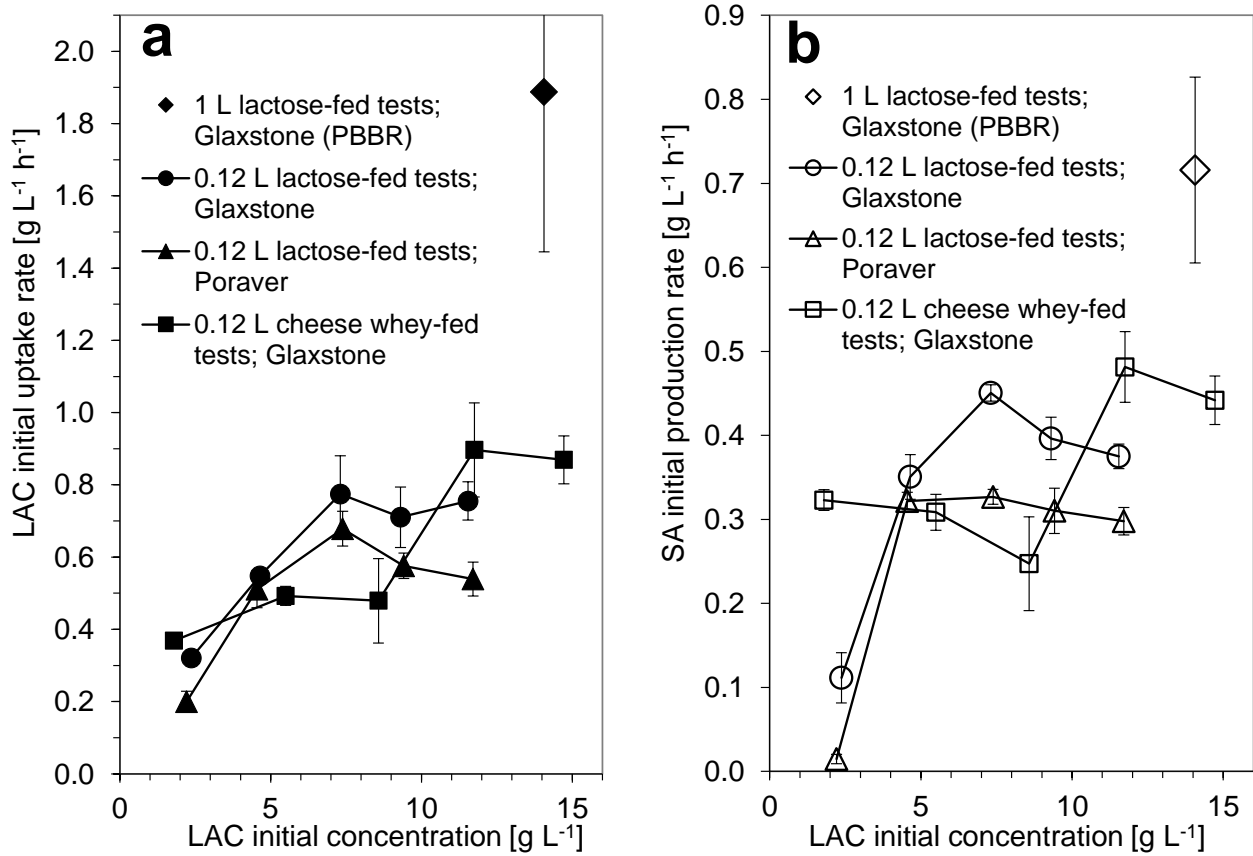 a
LAC initial uptake rate [g L⁻¹ h⁻¹]
2.0
1.8
1.6
1.4
1.2
1.0
0.8
0.6
0.4
0.2
0.0
1 L lactose-fed tests;
Glaxstone (PBBR)
0.12 L lactose-fed tests;
Glaxstone
0.12 L lactose-fed tests;
Poraver
0.12 L cheese whey-fed
tests; Glaxstone
0 5 10 15
LAC initial concentration [g L⁻¹]
b
SA initial production rate [g L⁻¹ h⁻¹]
0.9
0.8
0.7
0.6
0.5
0.4
0.3
0.2
0.1
0.0
1 L lactose-fed tests;
Glaxstone (PBBR)
0.12 L lactose-fed tests;
Glaxstone
0.12 L lactose-fed tests;
Poraver
0.12 L cheese whey-fed
tests; Glaxstone
0 5 10 15
LAC initial concentration [g L⁻¹]